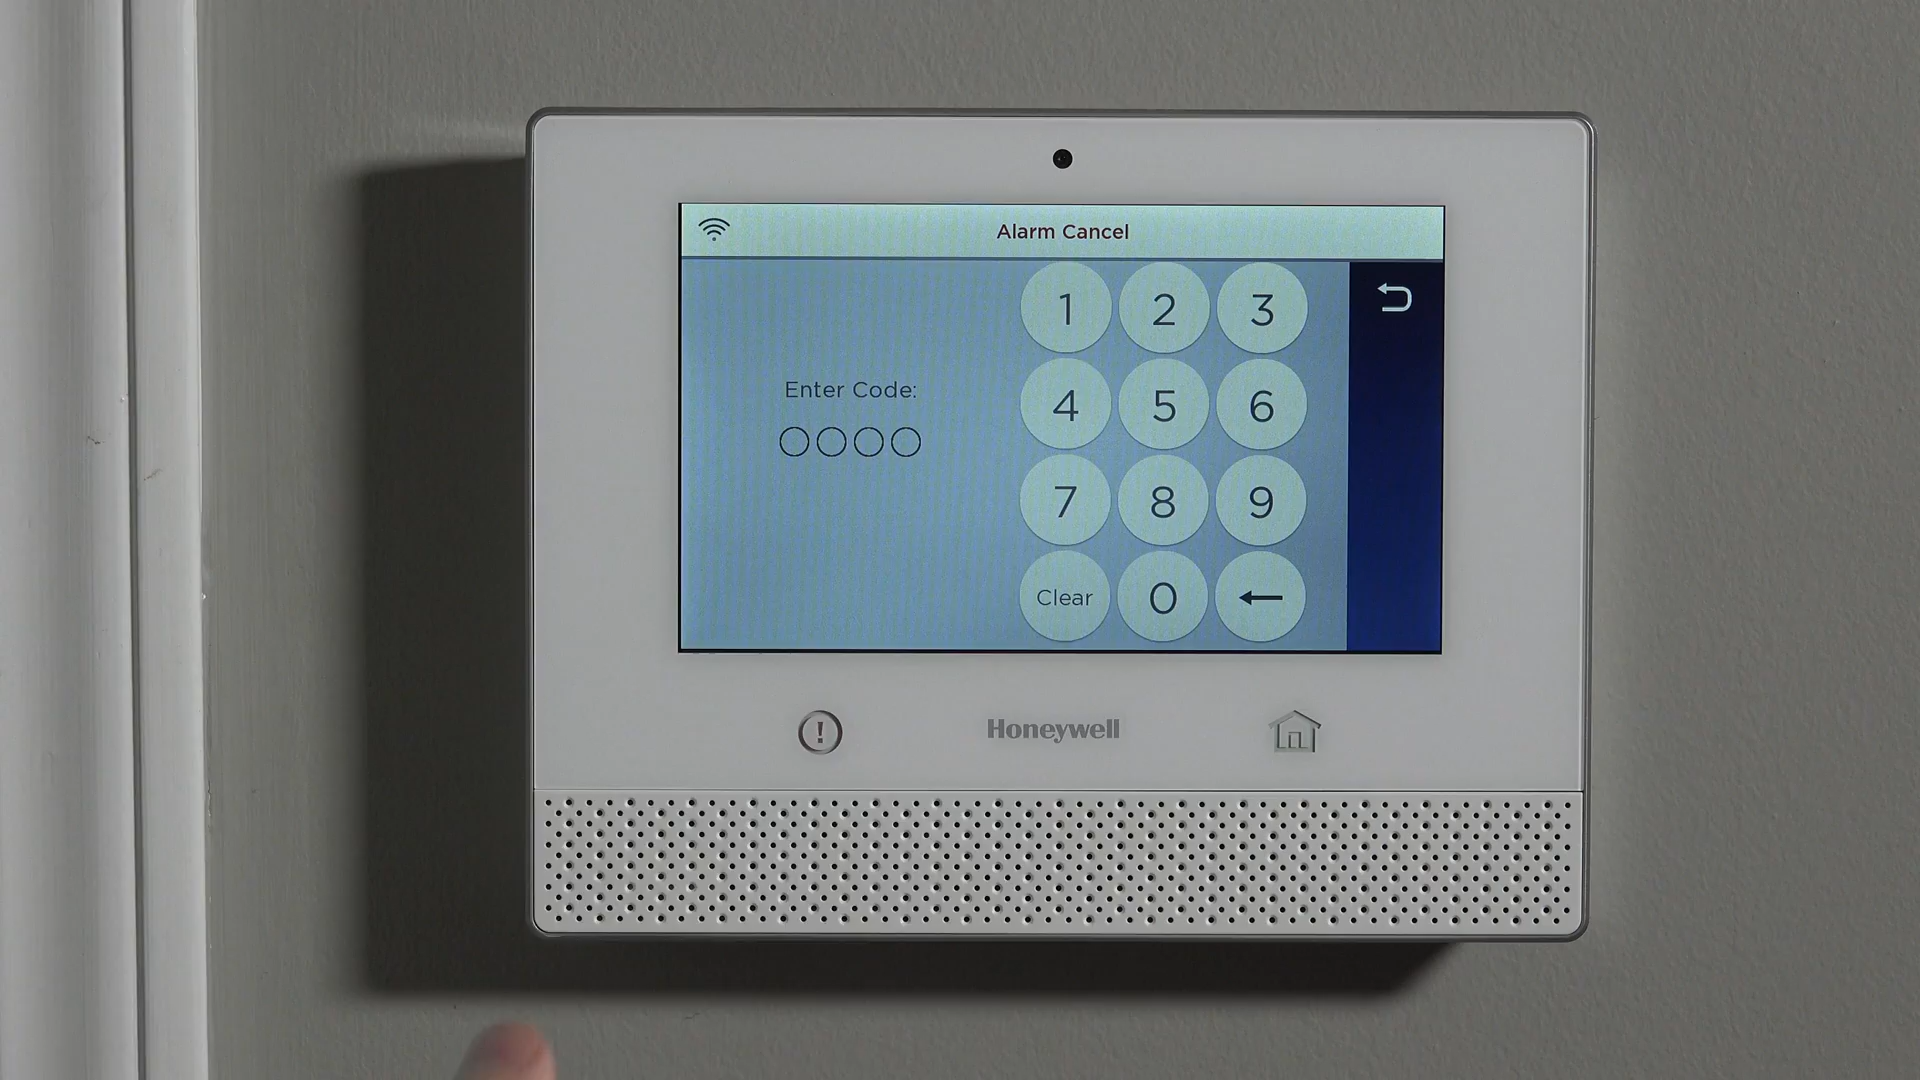 Alarm Cancel
Enter Code:
1 2 3
4 5 6
7 8 9
Clear 0 ←
!
Honeywell